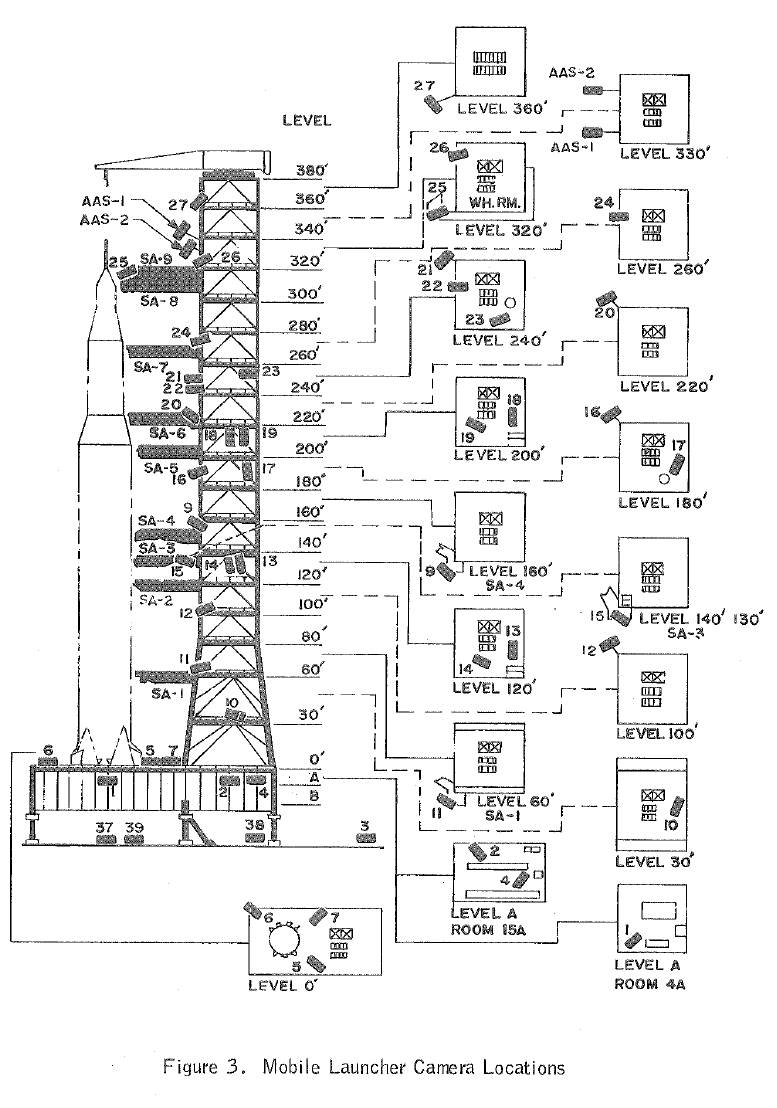 27
LEVEL 360'
AAS-2
AAS-1
LEVEL 330'
LEVEL
26
25
WH.RM.
LEVEL 320'
24
LEVEL 260'
21
22
23
LEVEL 240'
20
LEVEL 220'
18
19
LEVEL 200'
16
17
LEVEL 180'
9
LEVEL 160'
SA-4
15
LEVEL 140' 130'
SA-3
13
14
LEVEL 120'
12
LEVEL 100'
11
LEVEL 60'
SA-1
10
LEVEL 30'
2
4
LEVEL A
ROOM 15A
1
LEVEL A
ROOM 4A
380'
360'
340'
320'
300'
280'
260'
240'
220'
200'
180'
160'
140'
120'
100'
80'
60'
30'
0'
A
B
AAS-1
27
AAS-2
25
SA-9
26
SA-8
24
SA-7
21
22
23
20
SA-6
18
19
SA-5
16
17
9
SA-4
SA-3
15
14
13
SA-2
12
11
SA-1
10
6
5
7
1
2
4
37
39
38
3
6
7
5
LEVEL 0'
Figure 3. Mobile Launcher Camera Locations